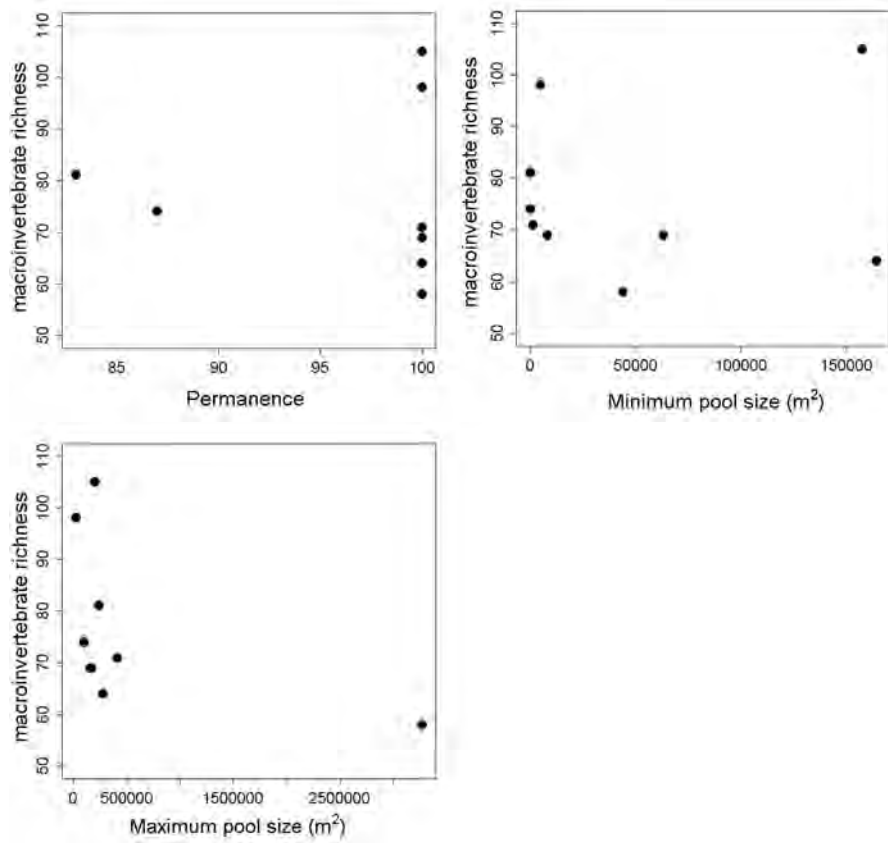 macroinvertebrate richness
110
100
90
80
70
60
50
85 90 95 100
Permanence
macroinvertebrate richness
110
100
90
80
70
60
50
0 50000 100000 150000
Minimum pool size (m²)
macroinvertebrate richness
110
100
90
80
70
60
50
0 500000 1500000 2500000
Maximum pool size (m²)